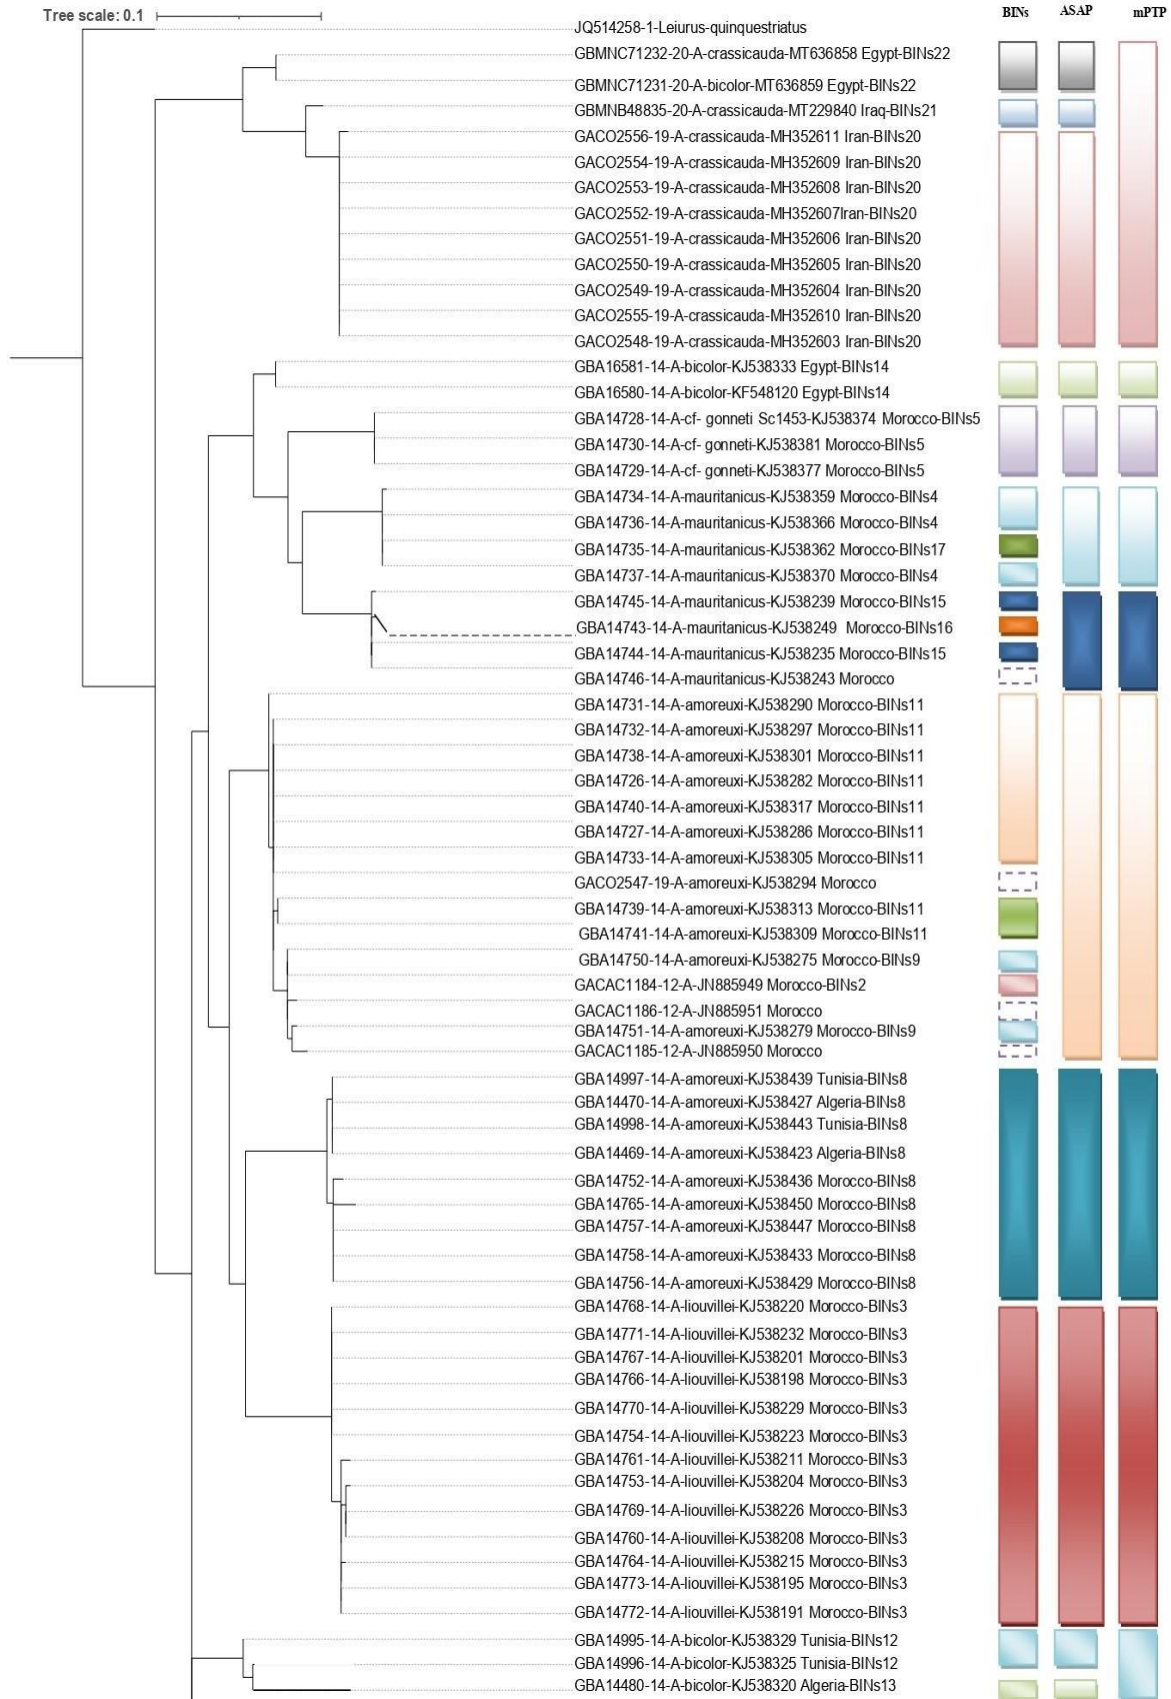 Tree scale: 0.1
BINs ASAP mPTP
JQ514258-1-Leiurus-quinquestriatus
GBMNC71232-20-A-crassicauda-MT636858 Egypt-BINs22
GBMNC71231-20-A-bicolor-MT636859 Egypt-BINs22
GBMNB48835-20-A-crassicauda-MT229840 Iraq-BINs21
GACO2556-19-A-crassicauda-MH352611 Iran-BINs20
GACO2554-19-A-crassicauda-MH352609 Iran-BINs20
GACO2553-19-A-crassicauda-MH352608 Iran-BINs20
GACO2552-19-A-crassicauda-MH352607Iran-BINs20
GACO2551-19-A-crassicauda-MH352606 Iran-BINs20
GACO2550-19-A-crassicauda-MH352605 Iran-BINs20
GACO2549-19-A-crassicauda-MH352604 Iran-BINs20
GACO2555-19-A-crassicauda-MH352610 Iran-BINs20
GACO2548-19-A-crassicauda-MH352603 Iran-BINs20
GBA16581-14-A-bicolor-KJ538333 Egypt-BINs14
GBA16580-14-A-bicolor-KF548120 Egypt-BINs14
GBA14728-14-A-cf- gonneti Sc1453-KJ538374 Morocco-BINs5
GBA14730-14-A-cf- gonneti-KJ538381 Morocco-BINs5
GBA14729-14-A-cf- gonneti-KJ538377 Morocco-BINs5
GBA14734-14-A-mauritanicus-KJ538359 Morocco-BINs4
GBA14736-14-A-mauritanicus-KJ538366 Morocco-BINs4
GBA14735-14-A-mauritanicus-KJ538362 Morocco-BINs17
GBA14737-14-A-mauritanicus-KJ538370 Morocco-BINs4
GBA14745-14-A-mauritanicus-KJ538239 Morocco-BINs15
GBA14743-14-A-mauritanicus-KJ538249 Morocco-BINs16
GBA14744-14-A-mauritanicus-KJ538235 Morocco-BINs15
GBA14746-14-A-mauritanicus-KJ538243 Morocco
GBA14731-14-A-amoreuxi-KJ538290 Morocco-BINs11
GBA14732-14-A-amoreuxi-KJ538297 Morocco-BINs11
GBA14738-14-A-amoreuxi-KJ538301 Morocco-BINs11
GBA14726-14-A-amoreuxi-KJ538282 Morocco-BINs11
GBA14740-14-A-amoreuxi-KJ538317 Morocco-BINs11
GBA14727-14-A-amoreuxi-KJ538286 Morocco-BINs11
GBA14733-14-A-amoreuxi-KJ538305 Morocco-BINs11
GACO2547-19-A-amoreuxi-KJ538294 Morocco
GBA14739-14-A-amoreuxi-KJ538313 Morocco-BINs11
GBA14741-14-A-amoreuxi-KJ538309 Morocco-BINs11
GBA14750-14-A-amoreuxi-KJ538275 Morocco-BINs9
GACAC1184-12-A-JN885949 Morocco-BINs2
GACAC1186-12-A-JN885951 Morocco
GBA14751-14-A-amoreuxi-KJ538279 Morocco-BINs9
GACAC1185-12-A-JN885950 Morocco
GBA14997-14-A-amoreuxi-KJ538439 Tunisia-BINs8
GBA14470-14-A-amoreuxi-KJ538427 Algeria-BINs8
GBA14998-14-A-amoreuxi-KJ538443 Tunisia-BINs8
GBA14469-14-A-amoreuxi-KJ538423 Algeria-BINs8
GBA14752-14-A-amoreuxi-KJ538436 Morocco-BINs8
GBA14765-14-A-amoreuxi-KJ538450 Morocco-BINs8
GBA14757-14-A-amoreuxi-KJ538447 Morocco-BINs8
GBA14758-14-A-amoreuxi-KJ538433 Morocco-BINs8
GBA14756-14-A-amoreuxi-KJ538429 Morocco-BINs8
GBA14768-14-A-liouvillei-KJ538220 Morocco-BINs3
GBA14771-14-A-liouvillei-KJ538232 Morocco-BINs3
GBA14767-14-A-liouvillei-KJ538201 Morocco-BINs3
GBA14766-14-A-liouvillei-KJ538198 Morocco-BINs3
GBA14770-14-A-liouvillei-KJ538229 Morocco-BINs3
GBA14754-14-A-liouvillei-KJ538223 Morocco-BINs3
GBA14761-14-A-liouvillei-KJ538211 Morocco-BINs3
GBA14753-14-A-liouvillei-KJ538204 Morocco-BINs3
GBA14769-14-A-liouvillei-KJ538226 Morocco-BINs3
GBA14760-14-A-liouvillei-KJ538208 Morocco-BINs3
GBA14764-14-A-liouvillei-KJ538215 Morocco-BINs3
GBA14773-14-A-liouvillei-KJ538195 Morocco-BINs3
GBA14772-14-A-liouvillei-KJ538191 Morocco-BINs3
GBA14995-14-A-bicolor-KJ538329 Tunisia-BINs12
GBA14996-14-A-bicolor-KJ538325 Tunisia-BINs12
GBA14480-14-A-bicolor-KJ538320 Algeria-BINs13